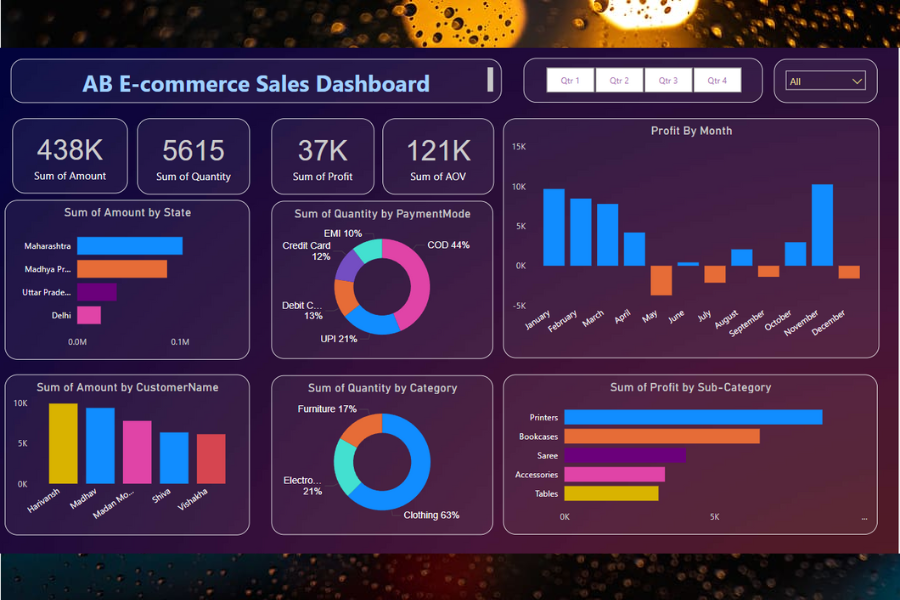 AB E-commerce Sales Dashboard
Qtr 1 Qtr 2 Qtr 3 Qtr 4
All
438K
Sum of Amount
5615
Sum of Quantity
37K
Sum of Profit
121K
Sum of AOV
Profit By Month
15K
10K
5K
0K
-5K
January
February
March
April
May
June
July
August
September
October
November
December
Sum of Amount by State
Maharashtra
Madhya Pr...
Uttar Prade...
Delhi
0.0M 0.1M
Sum of Quantity by PaymentMode
EMI 10%
Credit Card
12%
COD 44%
Debit C...
13%
UPI 21%
Sum of Amount by CustomerName
10K
5K
0K
Harivansh
Madhav
Madan Mo...
Shiva
Vishakha
Sum of Quantity by Category
Furniture 17%
Electro...
21%
Clothing 63%
Sum of Profit by Sub-Category
Printers
Bookcases
Saree
Accessories
Tables
0K 5K ...